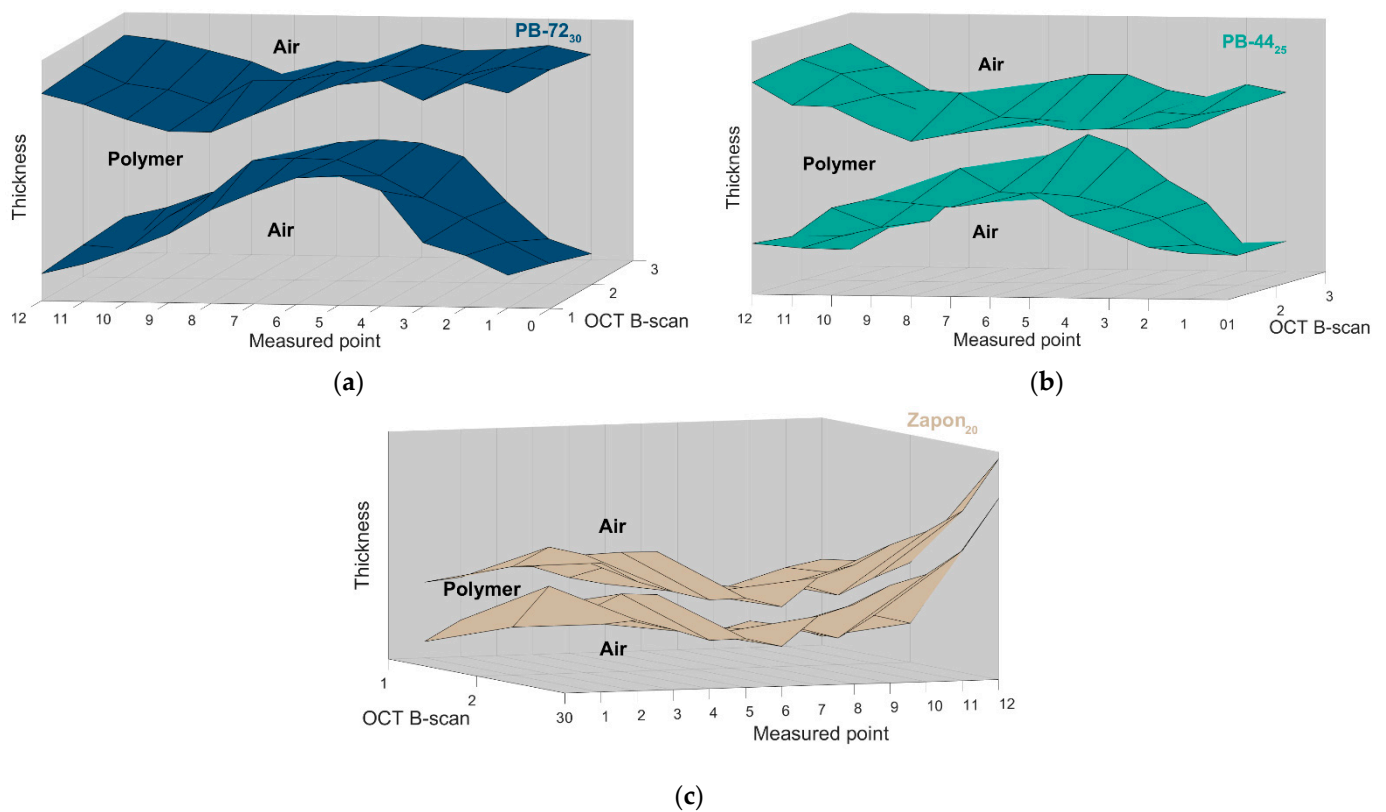 PB-72₃₀
Air
Thickness
Polymer
Air
12 11 10 9 8 7 6 5 4 3 2 1 0
1 2 3
Measured point
OCT B-scan
(a)
PB-44₂₅
Air
Thickness
Polymer
Air
12 11 10 9 8 7 6 5 4 3 2 1 01
2 3
Measured point
OCT B-scan
(b)
Zapon₂₀
Air
Thickness
Polymer
Air
1
2
OCT B-scan
30 1 2 3 4 5 6 7 8 9 10 11 12
Measured point
(c)